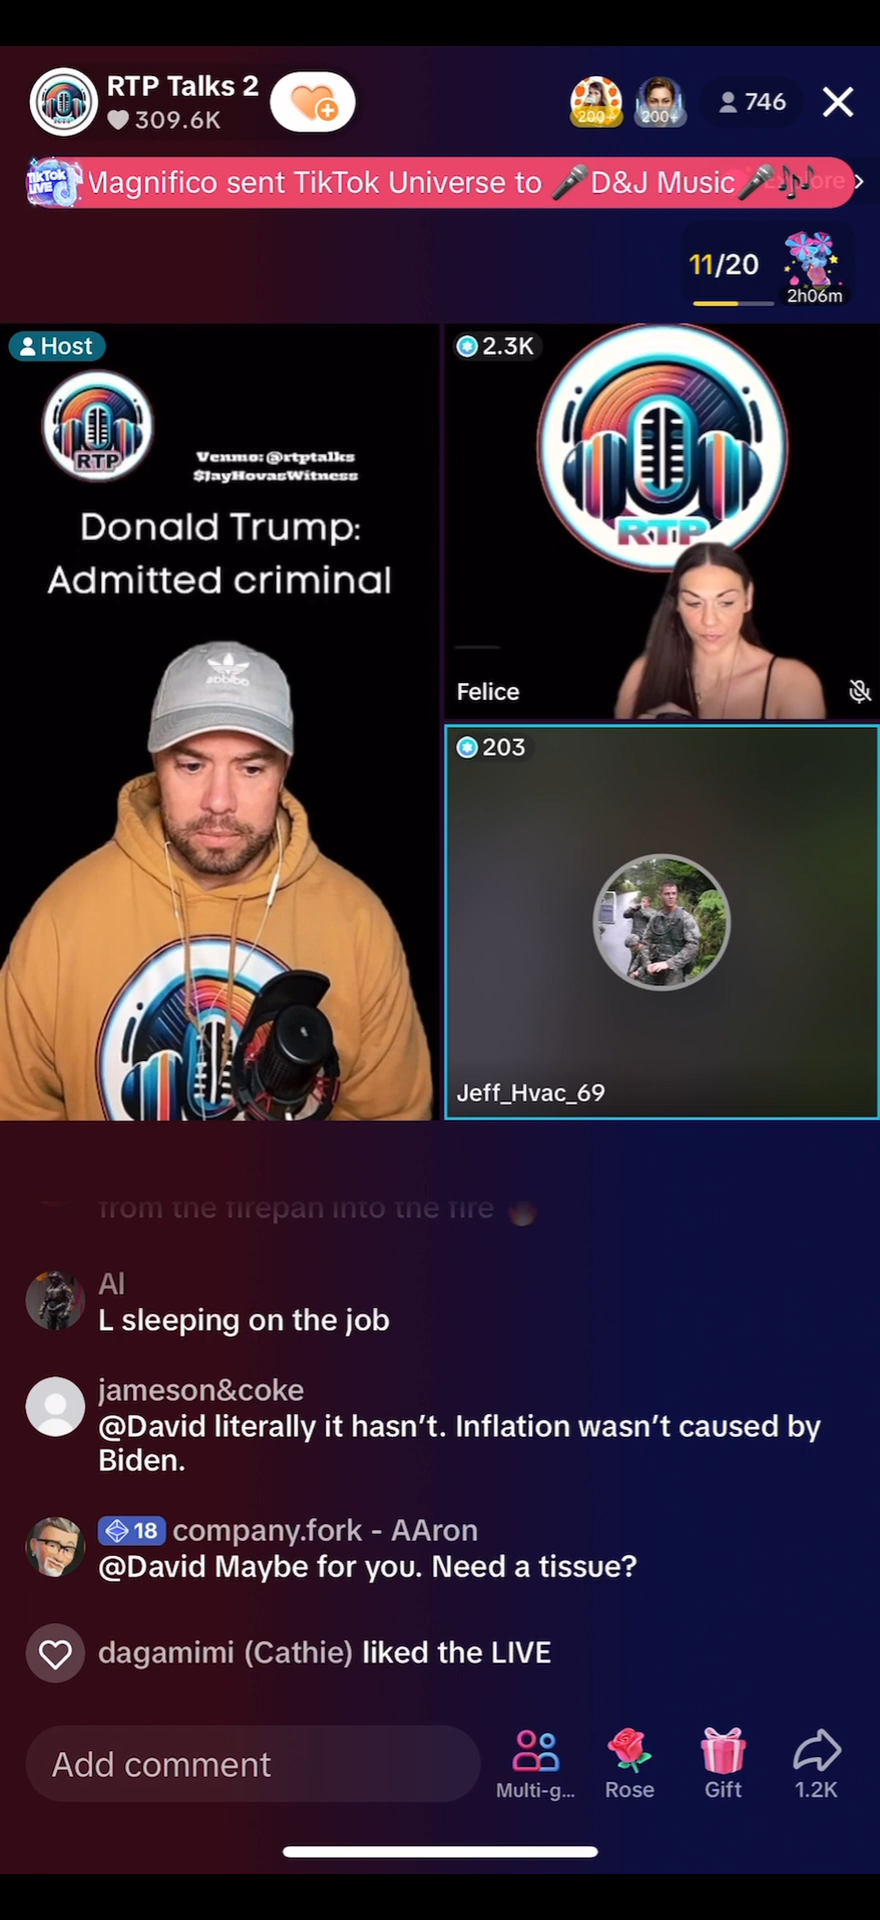 RTP Talks 2
309.6K
200+
200+
746
Magnifico sent TikTok Universe to 🎤D&J Music🎤🎶
TikTok
LIVE
11/20
2h06m
Host
RTP
Venmo: @rtptalks
$JayHovasWitness
Donald Trump:
Admitted criminal
2.3K
RTP
Felice
203
Jeff_Hvac_69
from the firepan into the fire 🔥
Al
L sleeping on the job
jameson&coke
@David literally it hasn't. Inflation wasn't caused by
Biden.
18 company.fork - AAron
@David Maybe for you. Need a tissue?
dagamimi (Cathie) liked the LIVE
Add comment
Multi-g...
Rose
Gift
1.2K